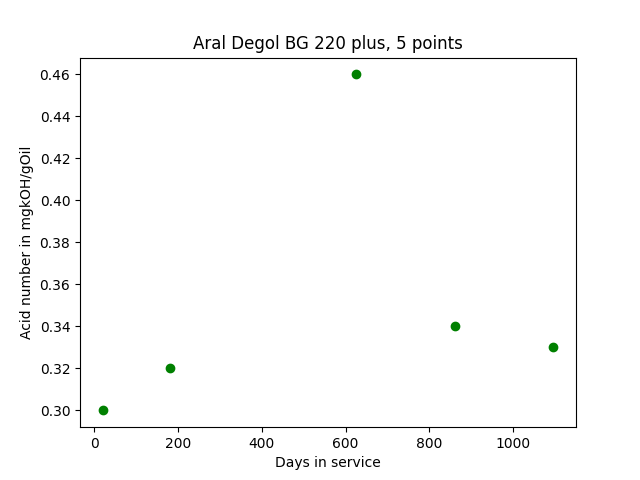 Aral Degol BG 220 plus, 5 points
0.46
0.44
0.42
0.40
0.38
0.36
0.34
0.32
0.30
Acid number in mgkOH/gOil
0 200 400 600 800 1000
Days in service